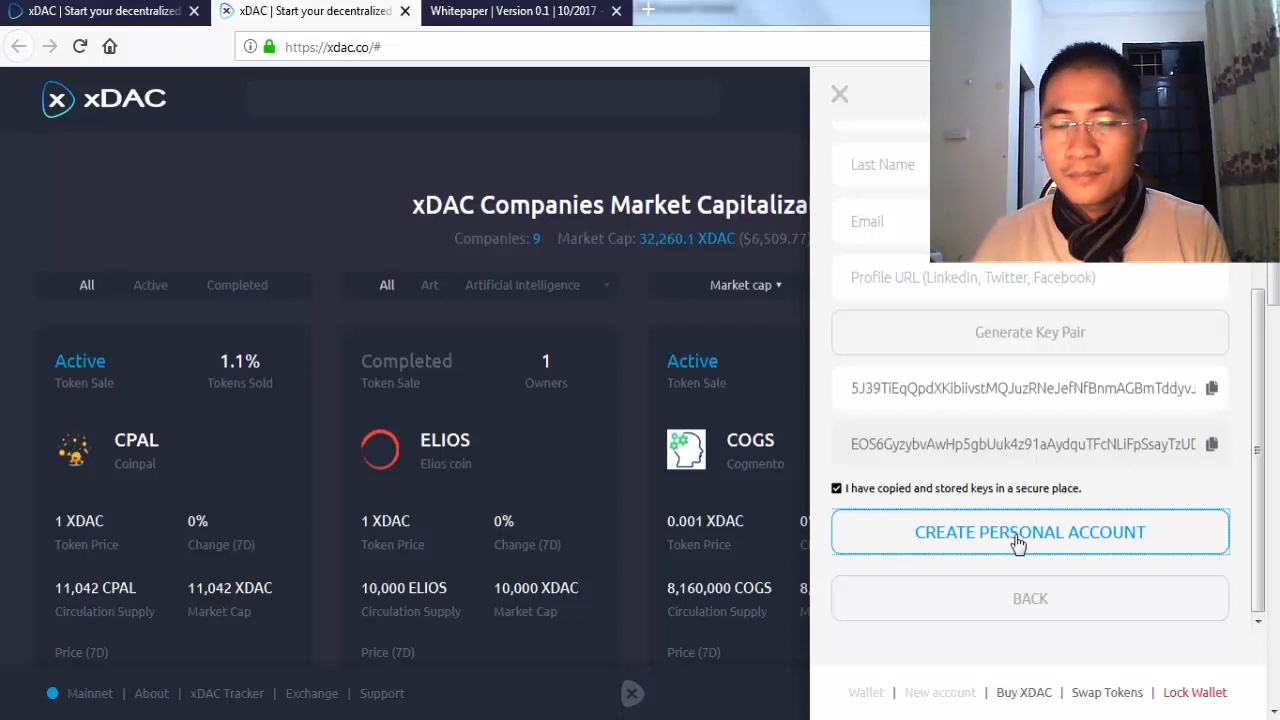 xDAC | Start your decentralized
xDAC | Start your decentralized
Whitepaper | Version 0.1 | 10/2017 -
https://xdac.co/#
xDAC
xDAC Companies Market Capitaliza
Companies: 9 Market Cap: 32,260.1 XDAC ($6,509.77)
All Active Completed
All Art Artificial intelligence
Market cap
Active
Token Sale
1.1%
Tokens Sold
CPAL
Coinpal
1 XDAC
Token Price
0%
Change (7D)
11,042 CPAL
Circulation Supply
11,042 XDAC
Market Cap
Price (7D)
Completed
Token Sale
1
Owners
ELIOS
Elios coin
1 XDAC
Token Price
0%
Change (7D)
10,000 ELIOS
Circulation Supply
10,000 XDAC
Market Cap
Price (7D)
Active
Token Sale
COGS
Cogmento
0.001 XDAC
Token Price
0%
Change
8,160,000 COGS
Circulation Supply
8,
Market
Price (7D)
Last Name
Email
Profile URL (LinkedIn, Twitter, Facebook)
Generate Key Pair
5J39TiEqQpdXKibiivstMQJuzRNeJefNfBnmAGBmTddyvJ
EOS6GyzybvAwHp5gbUuk4z91aAydquTFcNLiFpSsayTzUD
I have copied and stored keys in a secure place.
CREATE PERSONAL ACCOUNT
BACK
Mainnet | About | xDAC Tracker | Exchange | Support
Wallet | New account | Buy XDAC | Swap Tokens | Lock Wallet